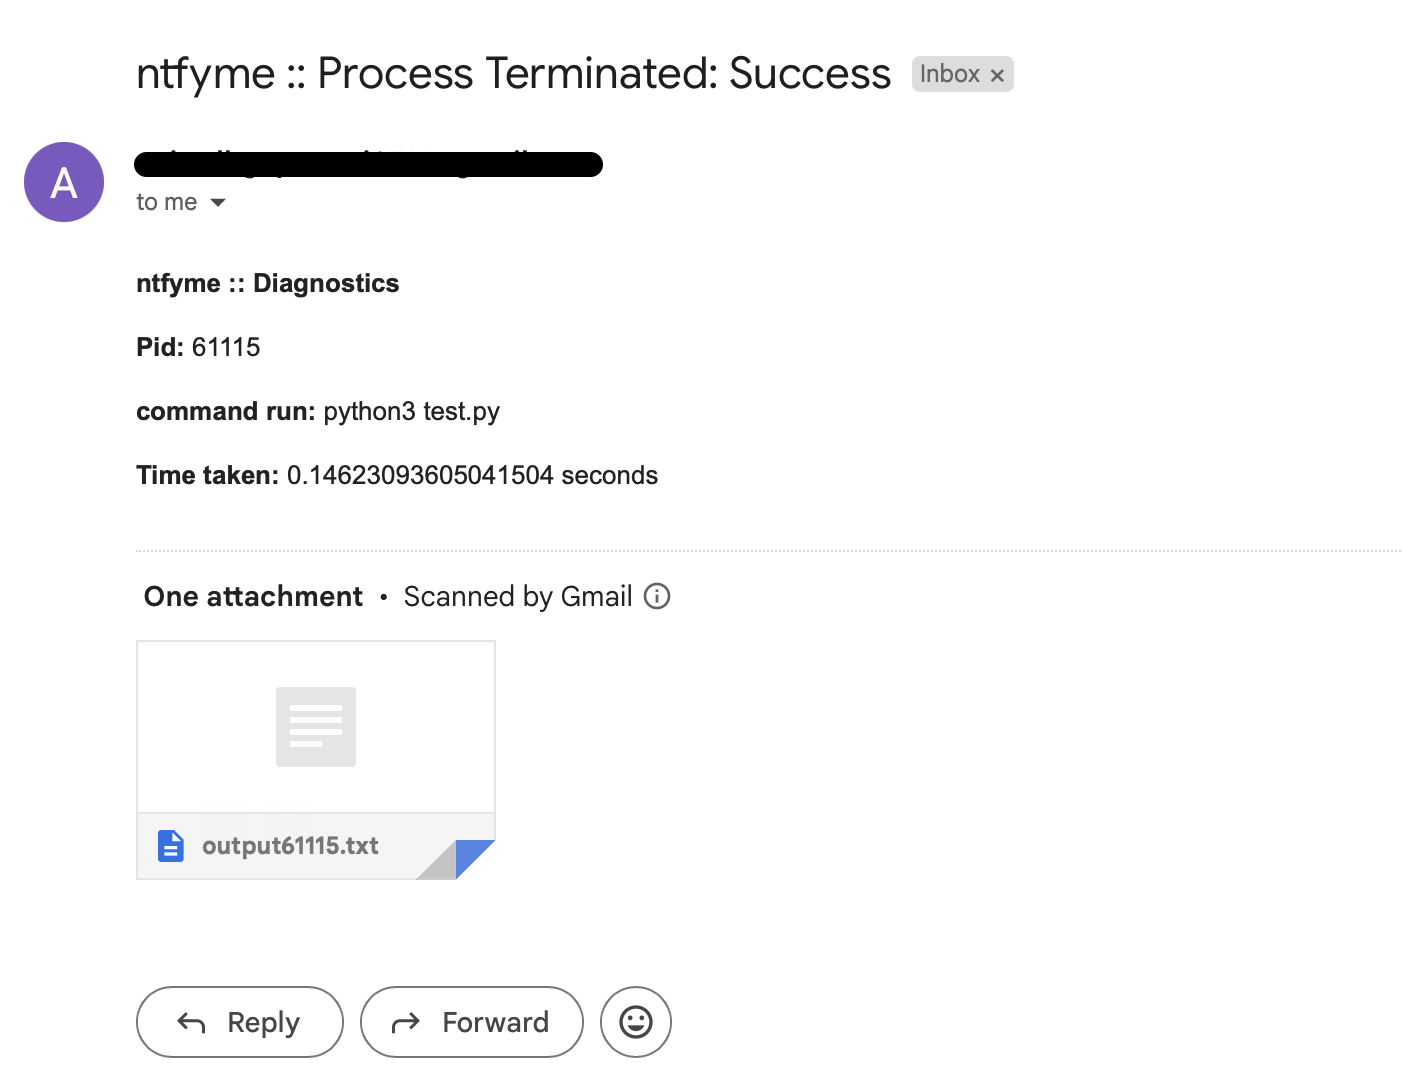 ntfyme :: Process Terminated: Success Inbox ×
A
to me
ntfyme :: Diagnostics
Pid: 61115
command run: python3 test.py
Time taken: 0.14623093605041504 seconds
One attachment • Scanned by Gmail
output61115.txt
Reply Forward